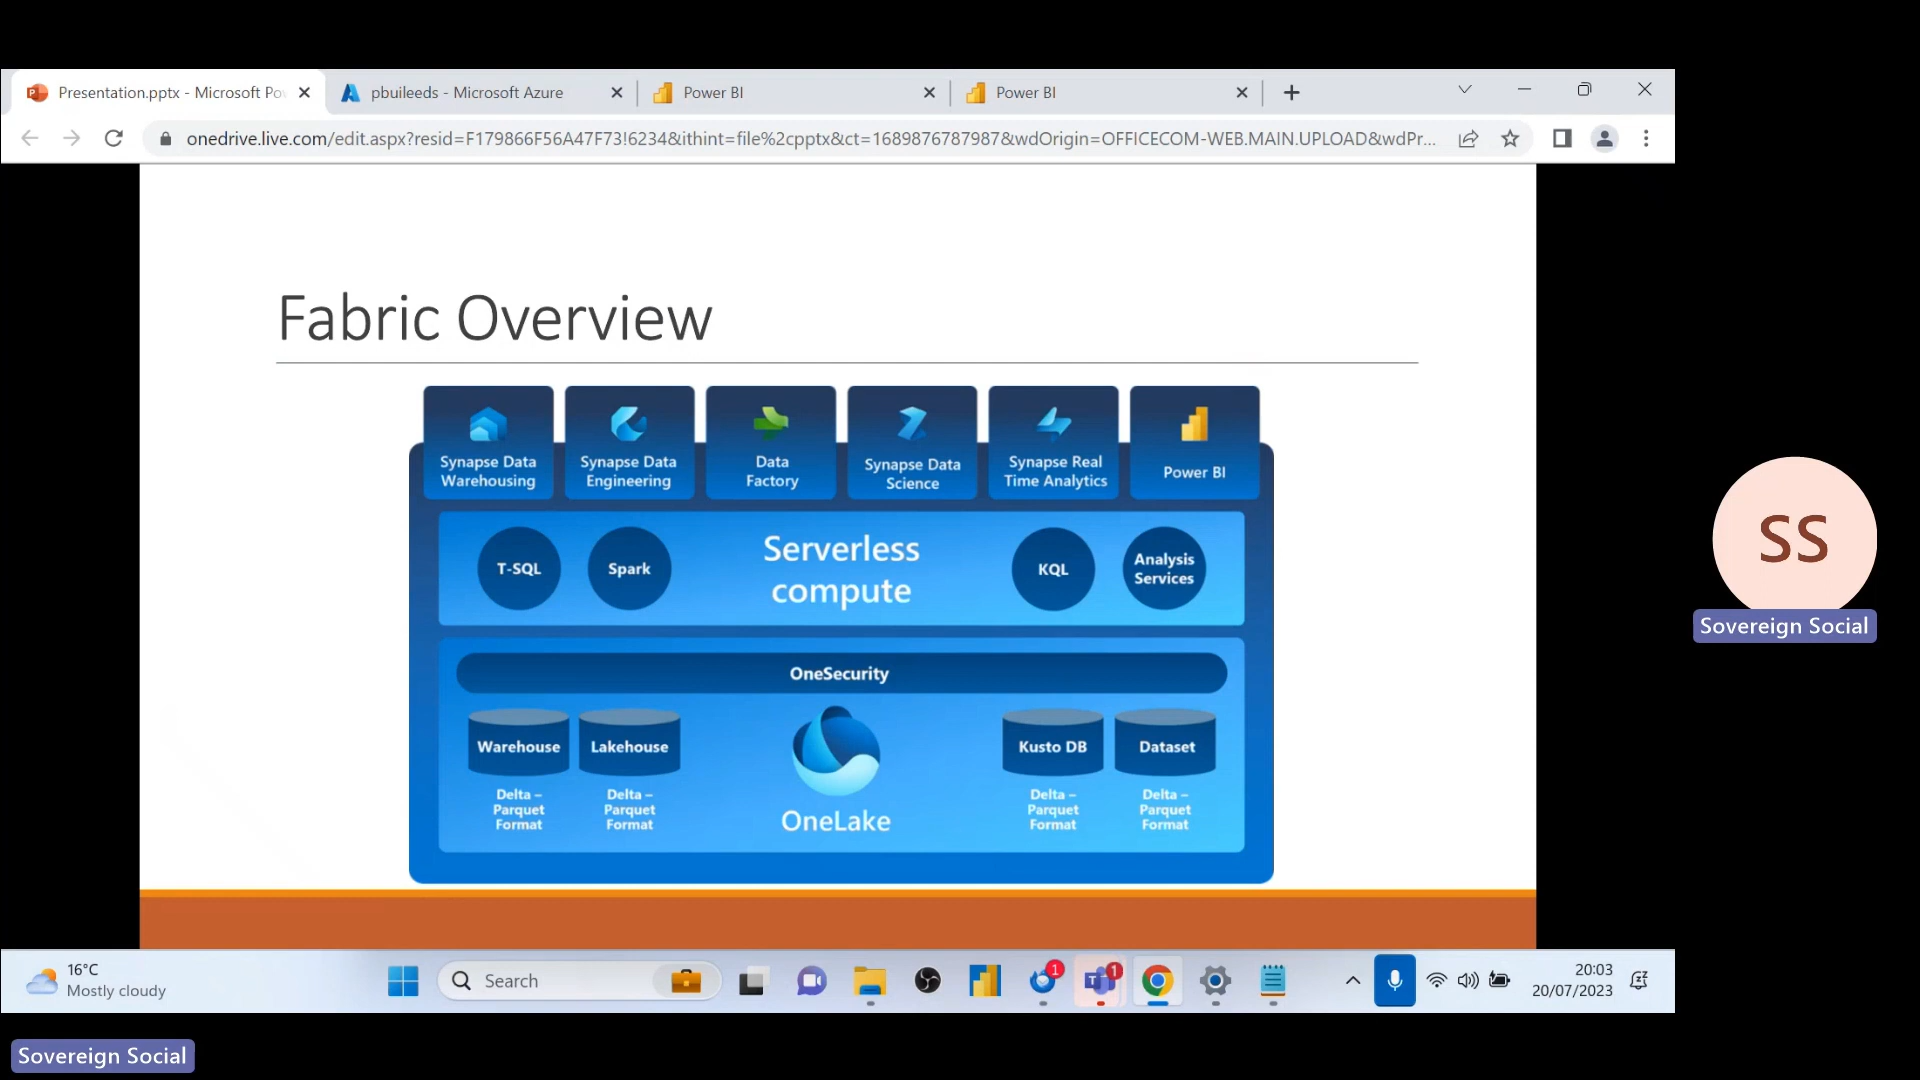 Presentation.pptx - Microsoft Po
pbuileeds - Microsoft Azure
Power BI
Power BI
onedrive.live.com/edit.aspx?resid=F179866F56A47F73!6234&ithint=file%2cpptx&ct=1689876787987&wdOrigin=OFFICECOM-WEB.MAIN.UPLOAD&wdPr...
Fabric Overview
Synapse Data
Warehousing
Synapse Data
Engineering
Data
Factory
Synapse Data
Science
Synapse Real
Time Analytics
Power BI
T-SQL
Spark
Serverless
compute
KQL
Analysis
Services
OneSecurity
Warehouse
Lakehouse
Kusto DB
Dataset
Delta –
Parquet
Format
Delta –
Parquet
Format
OneLake
Delta –
Parquet
Format
Delta –
Parquet
Format
SS
Sovereign Social
16°C
Mostly cloudy
Search
1
1
20:03
20/07/2023
Sovereign Social